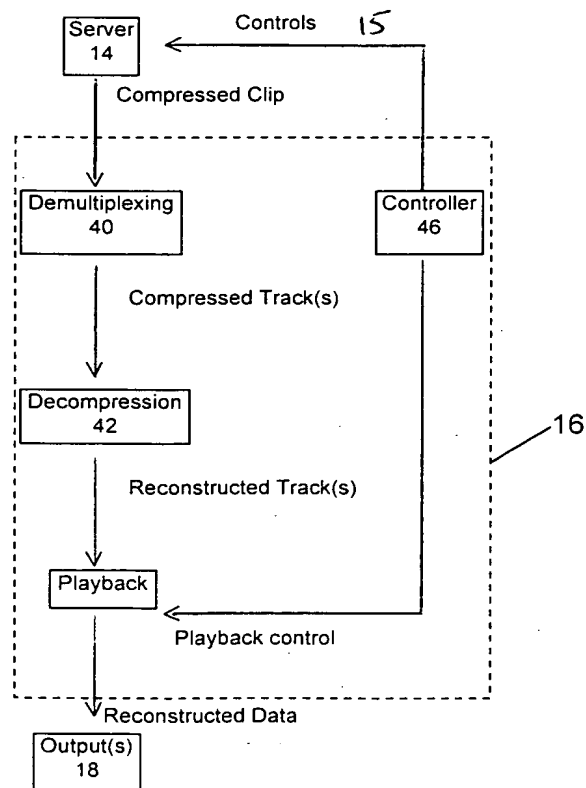 Server
14
Controls 15
Compressed Clip
Demultiplexing
40
Controller
46
Compressed Track(s)
Decompression
42
16
Reconstructed Track(s)
Playback
Playback control
Reconstructed Data
Output(s)
18